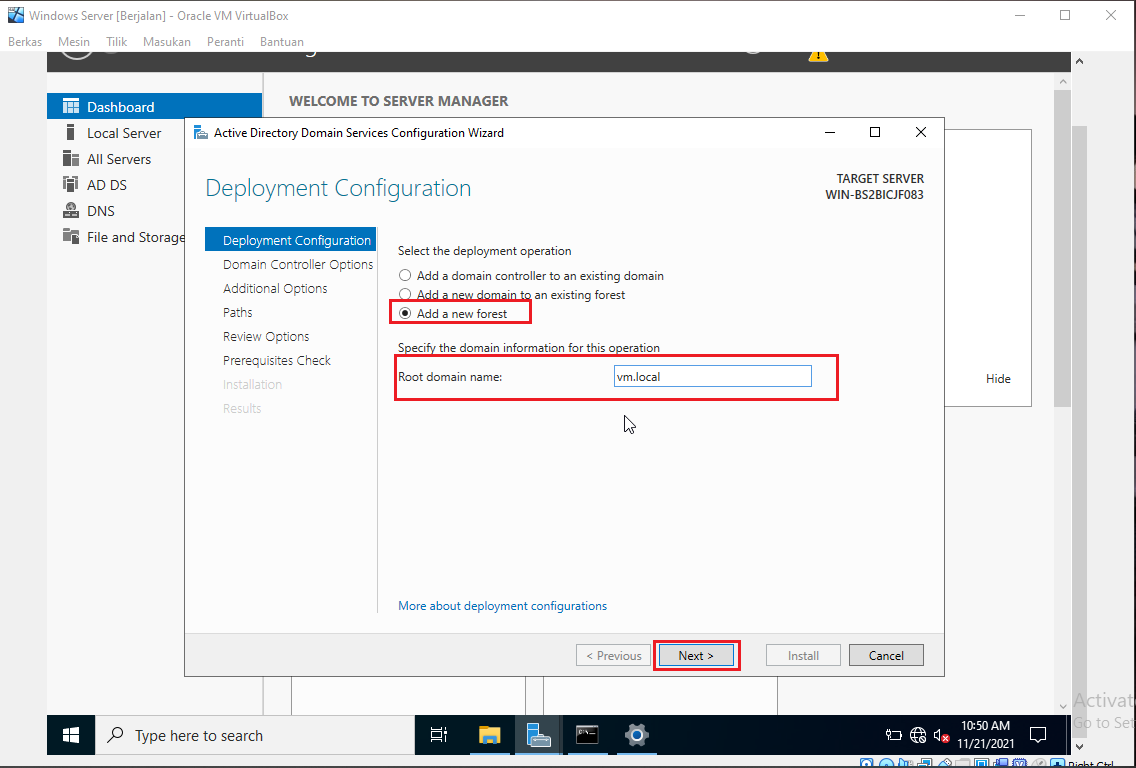 Windows Server [Berjalan] - Oracle VM VirtualBox
Berkas Mesin Tilik Masukan Peranti Bantuan
Dashboard
Local Server
All Servers
AD DS
DNS
File and Storage
WELCOME TO SERVER MANAGER
Hide
Active Directory Domain Services Configuration Wizard
Deployment Configuration
TARGET SERVER
WIN-BS2BICJF083
Deployment Configuration
Domain Controller Options
Additional Options
Paths
Review Options
Prerequisites Check
Installation
Results
Select the deployment operation
Add a domain controller to an existing domain
Add a new domain to an existing forest
Add a new forest
Specify the domain information for this operation
Root domain name: vm.local
More about deployment configurations
< Previous Next > Install Cancel
Activat
Go to Set
Type here to search
10:50 AM
11/21/2021
Right Ctrl